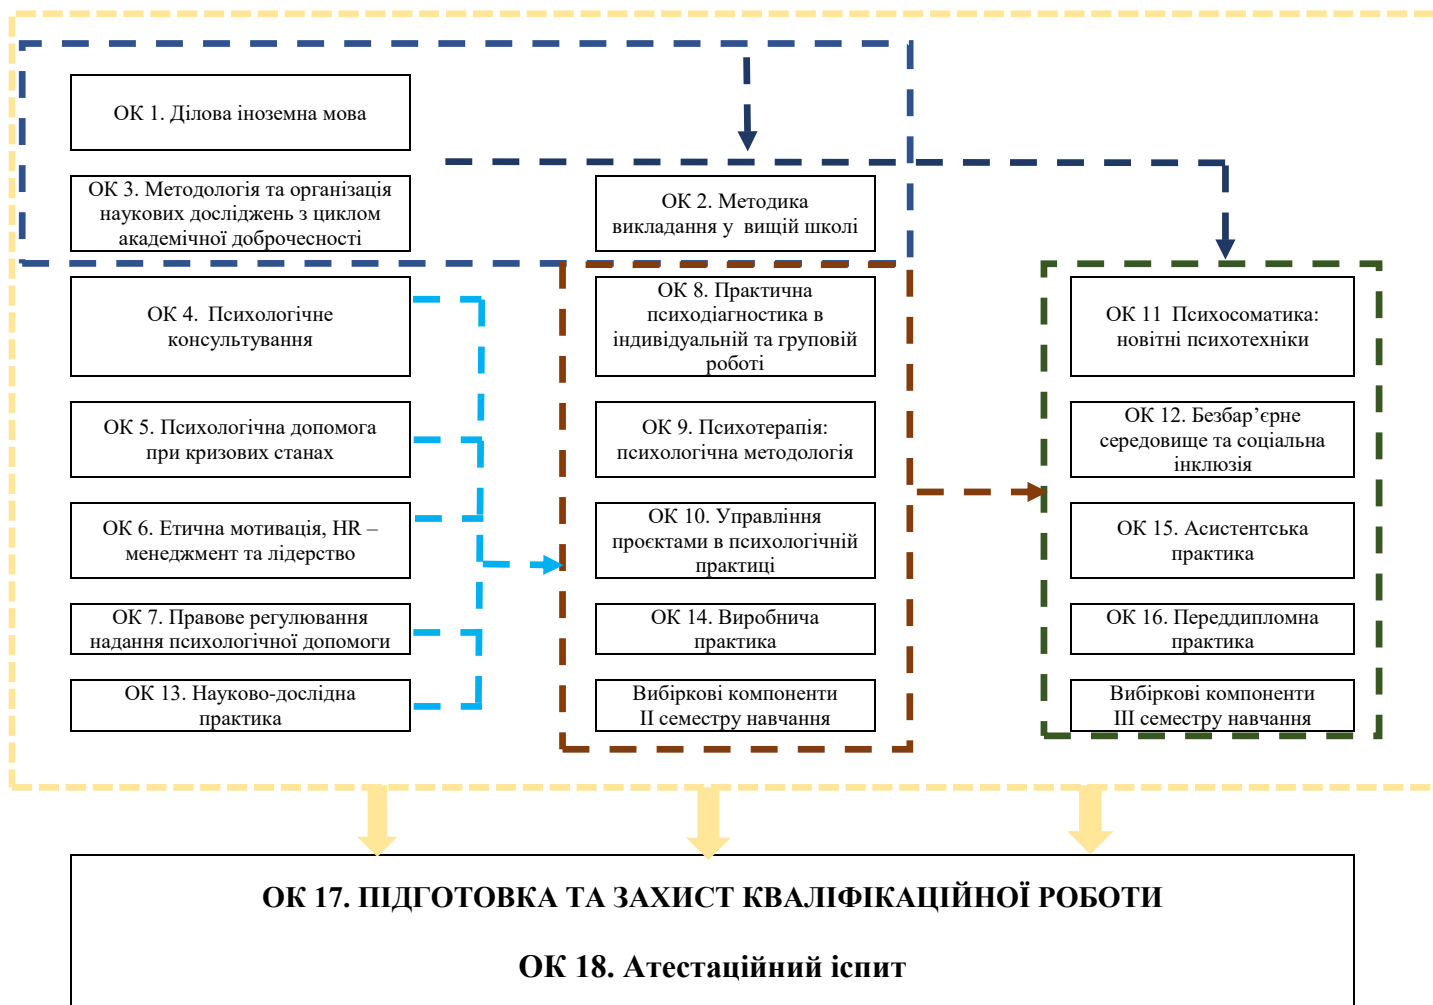 ОК 1. Ділова іноземна мова
ОК 3. Методологія та організація
наукових досліджень з циклом
академічної доброчесності
ОК 4. Психологічне
консультування
ОК 5. Психологічна допомога
при кризових станах
ОК 6. Етична мотивація, HR –
менеджмент та лідерство
ОК 7. Правове регулювання
надання психологічної допомоги
ОК 13. Науково-дослідна
практика
ОК 2. Методика
викладання у вищій школі
ОК 8. Практична
психодіагностика в
індивідуальній та груповій
роботі
ОК 9. Психотерапія:
психологічна методологія
ОК 10. Управління
проєктами в психологічній
практиці
ОК 14. Виробнича
практика
Вибіркові компоненти
ІІ семестру навчання
ОК 11 Психосоматика:
новітні психотехніки
ОК 12. Безбар’єрне
середовище та соціальна
інклюзія
ОК 15. Асистентська
практика
ОК 16. Переддипломна
практика
Вибіркові компоненти
ІІІ семестру навчання
ОК 17. ПІДГОТОВКА ТА ЗАХИСТ КВАЛІФІКАЦІЙНОЇ РОБОТИ
ОК 18. Атестаційний іспит